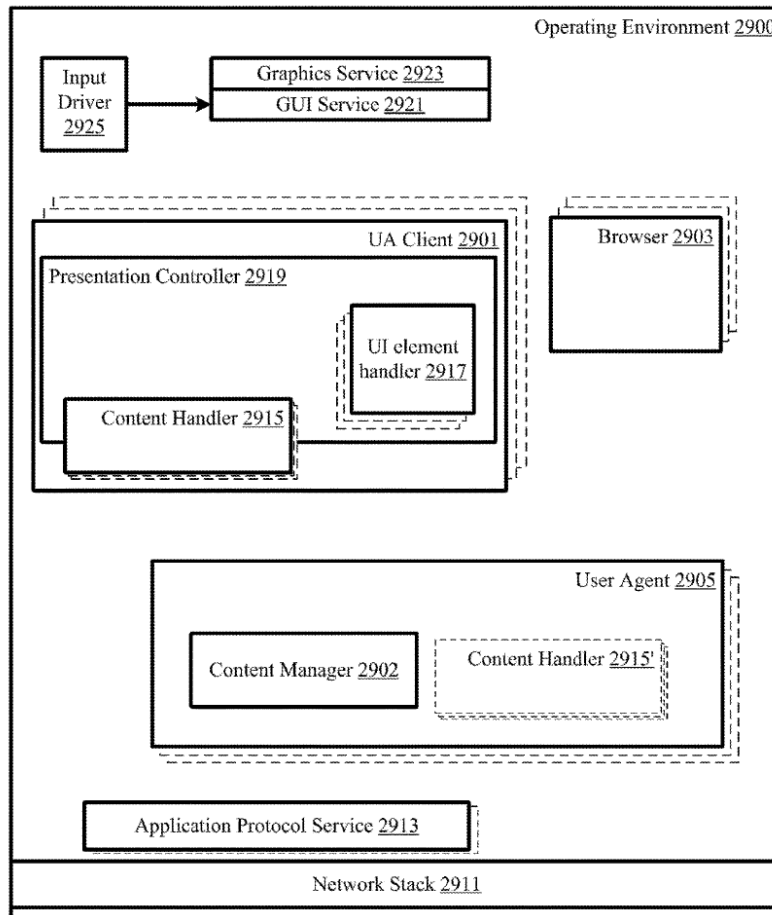 Operating Environment 2900
Input
Driver
2925
Graphics Service 2923
GUI Service 2921
UA Client 2901
Browser 2903
Presentation Controller 2919
UI element
handler 2917
Content Handler 2915
User Agent 2905
Content Manager 2902
Content Handler 2915'
Application Protocol Service 2913
Network Stack 2911